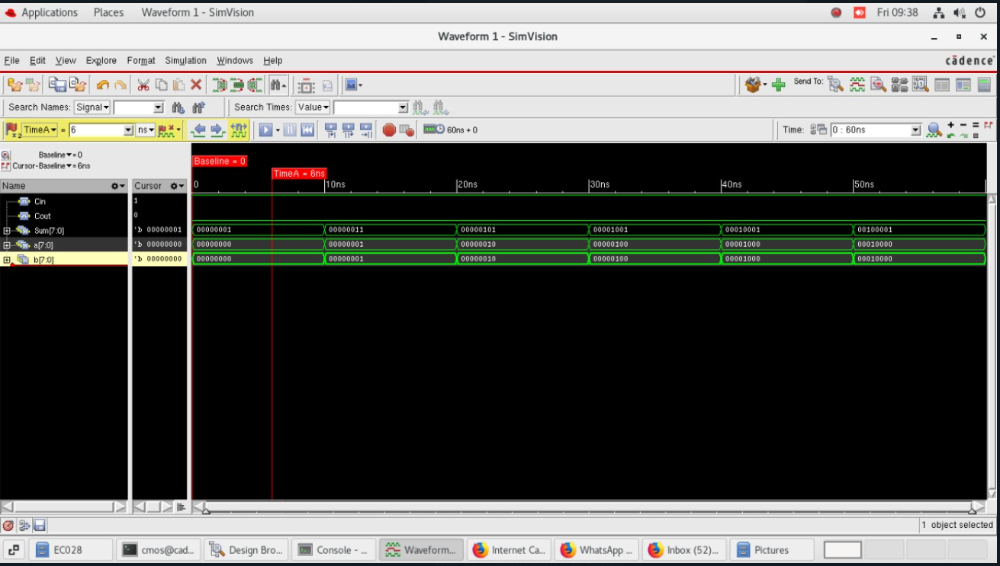 Applications Places Waveform 1 - SimVision Fri 09:38
Waveform 1 - SimVision
File Edit View Explore Format Simulation Windows Help cādence
Send To:
Search Names: Signal Search Times: Value
TimeA = 6 ns 60ns + 0 Time: 0 : 60ns
x2
Baseline = 0
Cursor-Baseline = 6ns
Baseline = 0
TimeA = 6ns
Name Cursor 0 10ns 20ns 30ns 40ns 50ns
Cin 1
Cout 0
Sum[7:0] 'b 00000001 00000001 00000011 00000101 00001001 00010001 00100001
a[7:0] 'b 00000000 00000000 00000001 00000010 00000100 00001000 00010000
b[7:0] 'b 00000000 00000000 00000001 00000010 00000100 00001000 00010000
1 object selected
EC028 cmos@cad... Design Bro... Console - ... Waveform... Internet Ca... WhatsApp ... Inbox (52)... Pictures